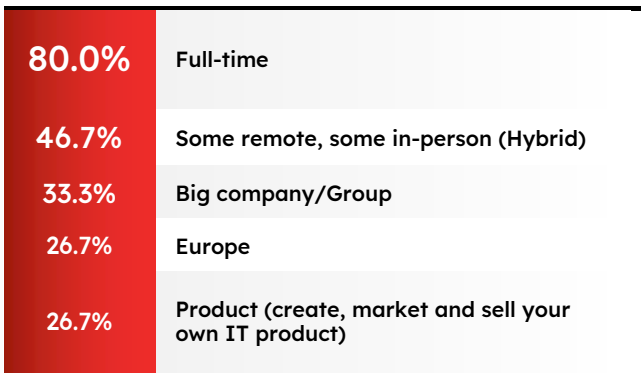 80.0% Full-time
46.7% Some remote, some in-person (Hybrid)
33.3% Big company/Group
26.7% Europe
26.7% Product (create, market and sell your
own IT product)